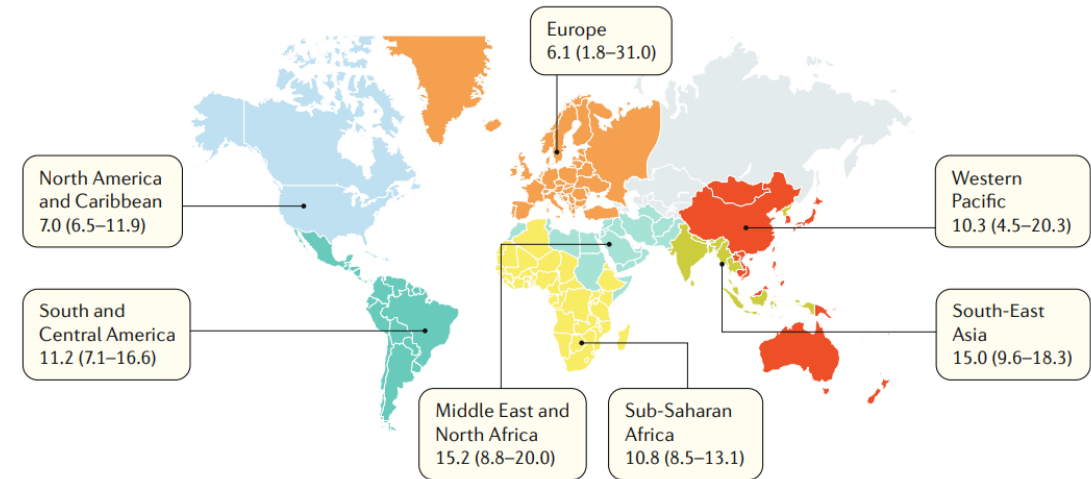 Europe
6.1 (1.8–31.0)
North America
and Caribbean
7.0 (6.5–11.9)
Western
Pacific
10.3 (4.5–20.3)
South and
Central America
11.2 (7.1–16.6)
South-East
Asia
15.0 (9.6–18.3)
Middle East and
North Africa
15.2 (8.8–20.0)
Sub-Saharan
Africa
10.8 (8.5–13.1)